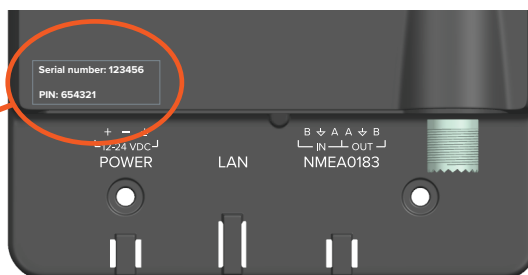 Serial number: 123456
PIN: 654321
+ − ⏚
12-24 VDC
POWER
LAN
B ⏚ A A ⏚ B
IN OUT
NMEA0183